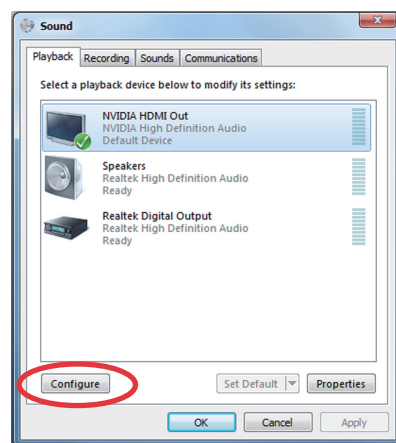 Sound
Playback Recording Sounds Communications
Select a playback device below to modify its settings:
NVIDIA HDMI Out
NVIDIA High Definition Audio
Default Device
Speakers
Realtek High Definition Audio
Ready
Realtek Digital Output
Realtek High Definition Audio
Ready
Configure Set Default Properties
OK Cancel Apply